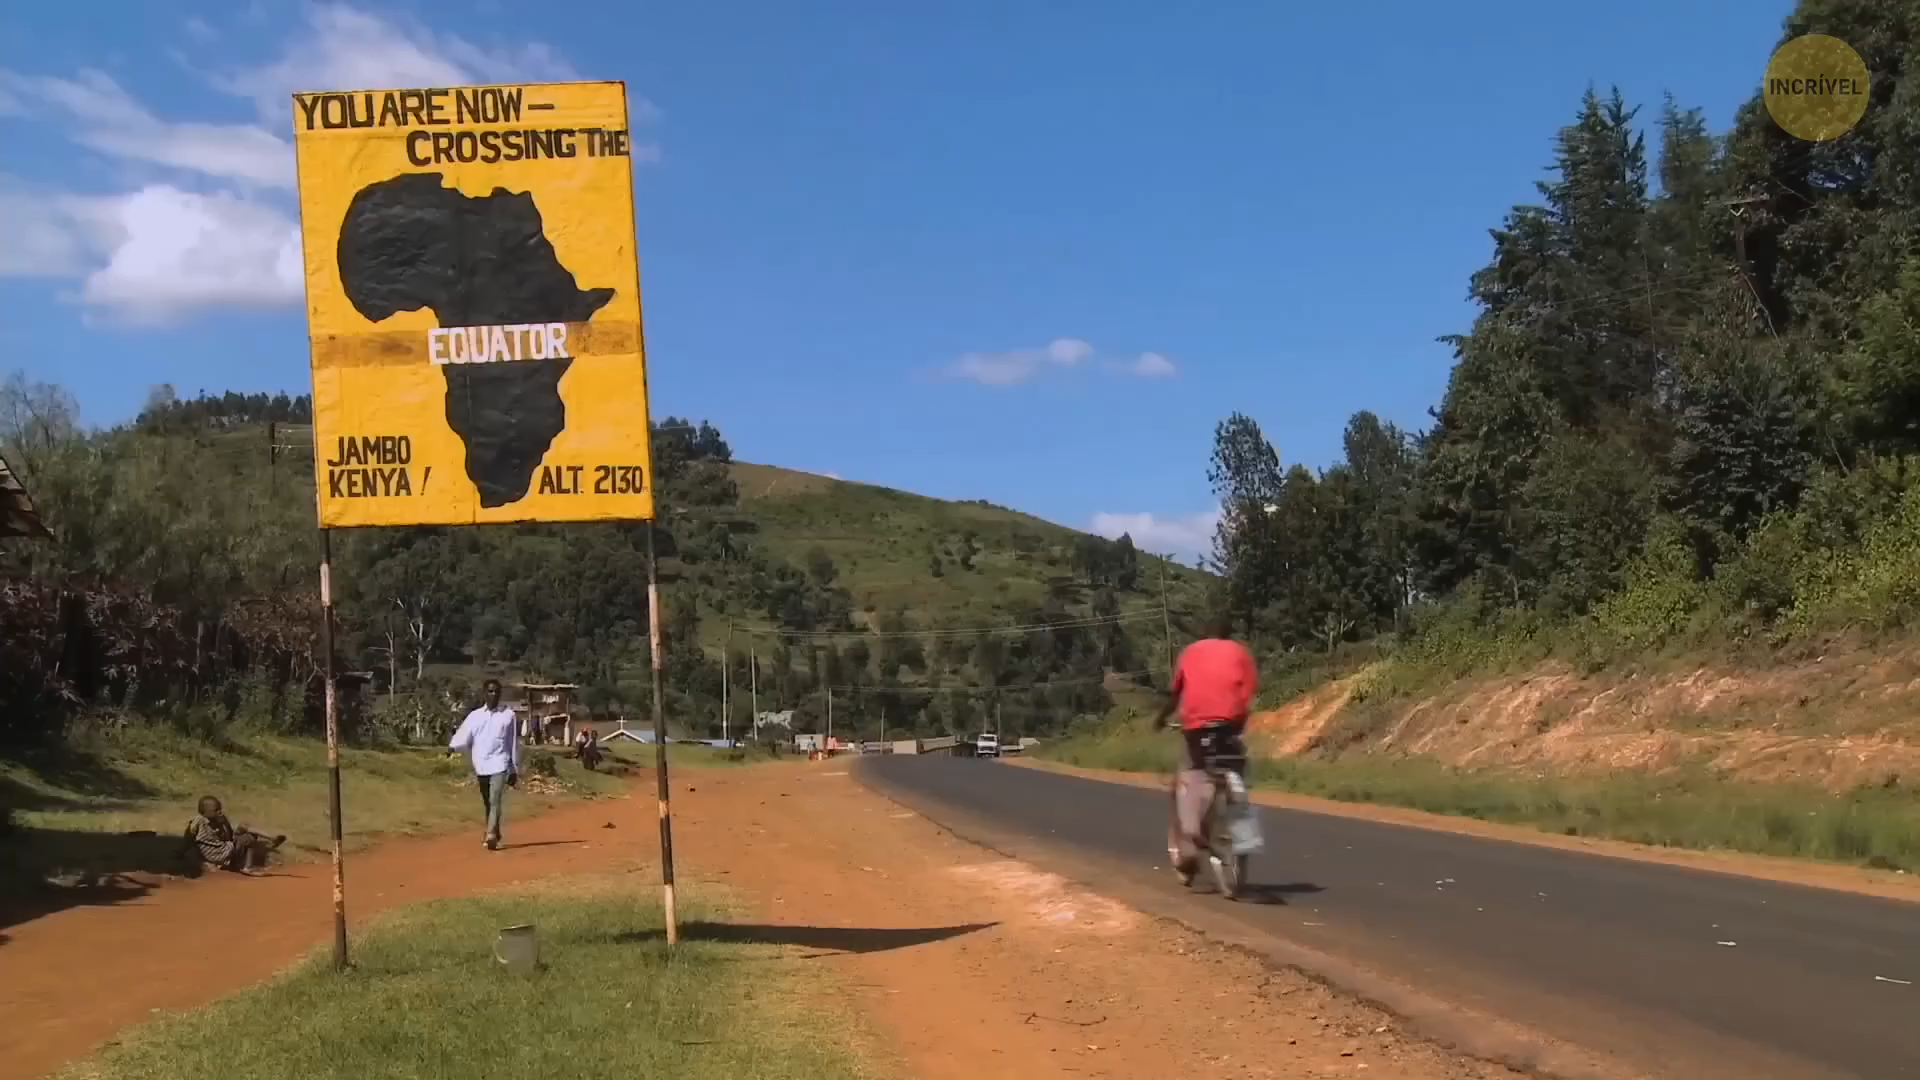 YOU ARE NOW –
CROSSING THE
EQUATOR
JAMBO
KENYA !
ALT. 2130
INCRÍVEL